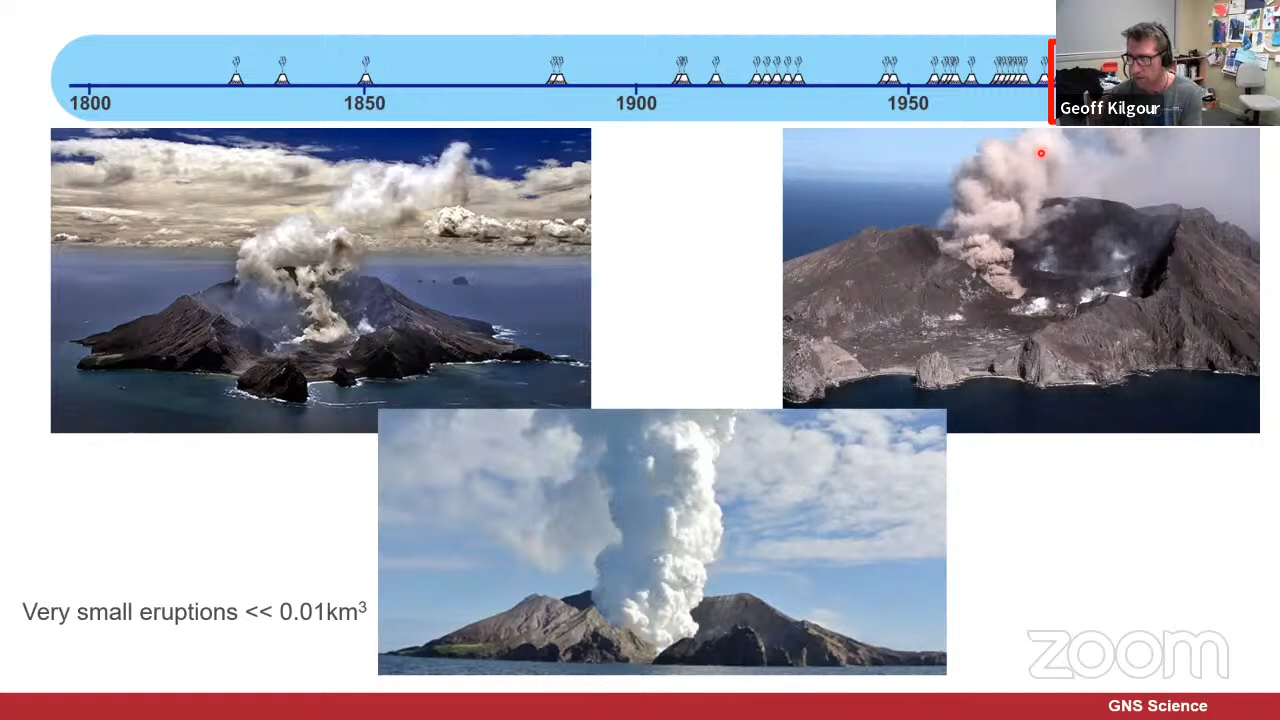 1800 1850 1900 1950
Geoff Kilgour
Very small eruptions << 0.01km³
zoom
GNS Science